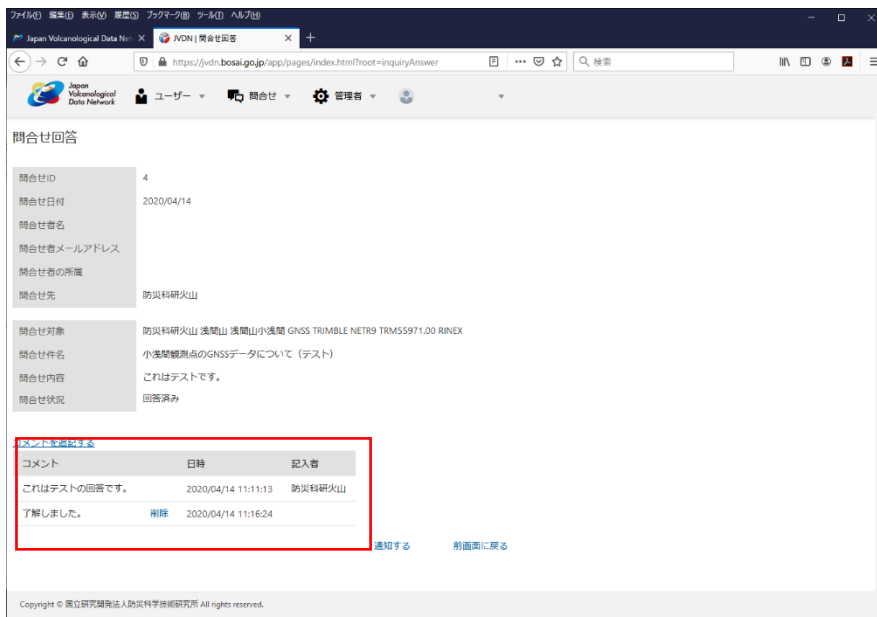 ファイル(F) 編集(E) 表示(V) 履歴(S) ブックマーク(B) ツール(T) ヘルプ(H)
Japan Volcanological Data Net JVDN | 問合せ回答
https://jvdn.bosai.go.jp/app/pages/index.html?root=inquiryAnswer 検索
Japan
Volcanological
Data Network
ユーザー 問合せ 管理者
問合せ回答
問合せID 4
問合せ日付 2020/04/14
問合せ者名
問合せ者メールアドレス
問合せ者の所属
問合せ先 防災科研火山
問合せ対象 防災科研火山 浅間山 浅間山小浅間 GNSS TRIMBLE NETR9 TRM55971.00 RINEX
問合せ件名 小浅間観測点のGNSSデータについて（テスト）
問合せ内容 これはテストです。
問合せ状況 回答済み
コメントを追記する
コメント 日時 記入者
これはテストの回答です。 2020/04/14 11:11:13 防災科研火山
了解しました。 削除 2020/04/14 11:16:24
通知する 前画面に戻る
Copyright © 国立研究開発法人防災科学技術研究所 All rights reserved.